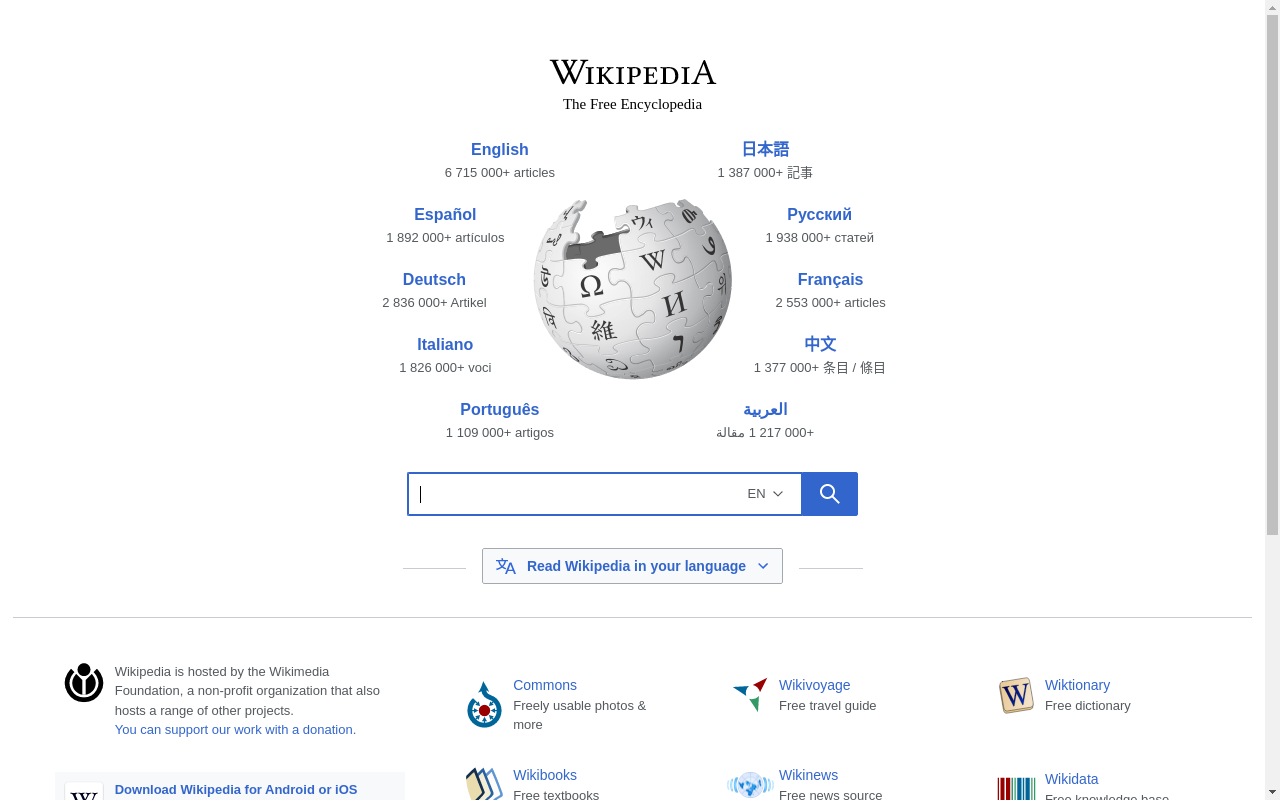 WIKIPEDIA
The Free Encyclopedia
English
6 715 000+ articles
日本語
1 387 000+ 記事
Español
1 892 000+ artículos
Русский
1 938 000+ статей
Deutsch
2 836 000+ Artikel
Français
2 553 000+ articles
Italiano
1 826 000+ voci
中文
1 377 000+ 条目 / 條目
Português
1 109 000+ artigos
العربية
1 217 000+ مقالة
Ω
W
И
維
ウィ
EN
Read Wikipedia in your language
Wikipedia is hosted by the Wikimedia
Foundation, a non-profit organization that also
hosts a range of other projects.
You can support our work with a donation.
Commons
Freely usable photos &
more
Wikivoyage
Free travel guide
W
Wiktionary
Free dictionary
W
Download Wikipedia for Android or iOS
Wikibooks
Free textbooks
Wikinews
Free news source
Wikidata
Free knowledge base